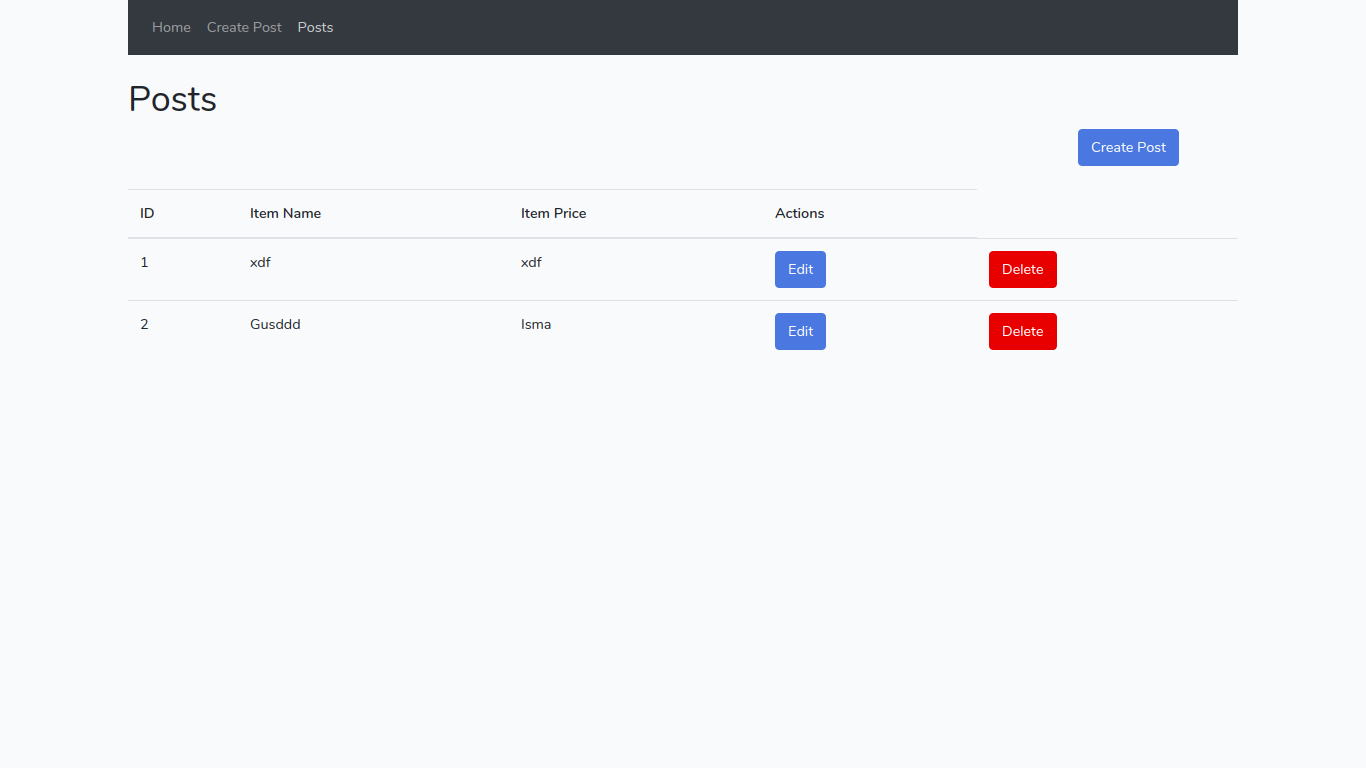 Home Create Post Posts
Posts
Create Post
ID Item Name Item Price Actions
1 xdf xdf Edit Delete
2 Gusddd Isma Edit Delete